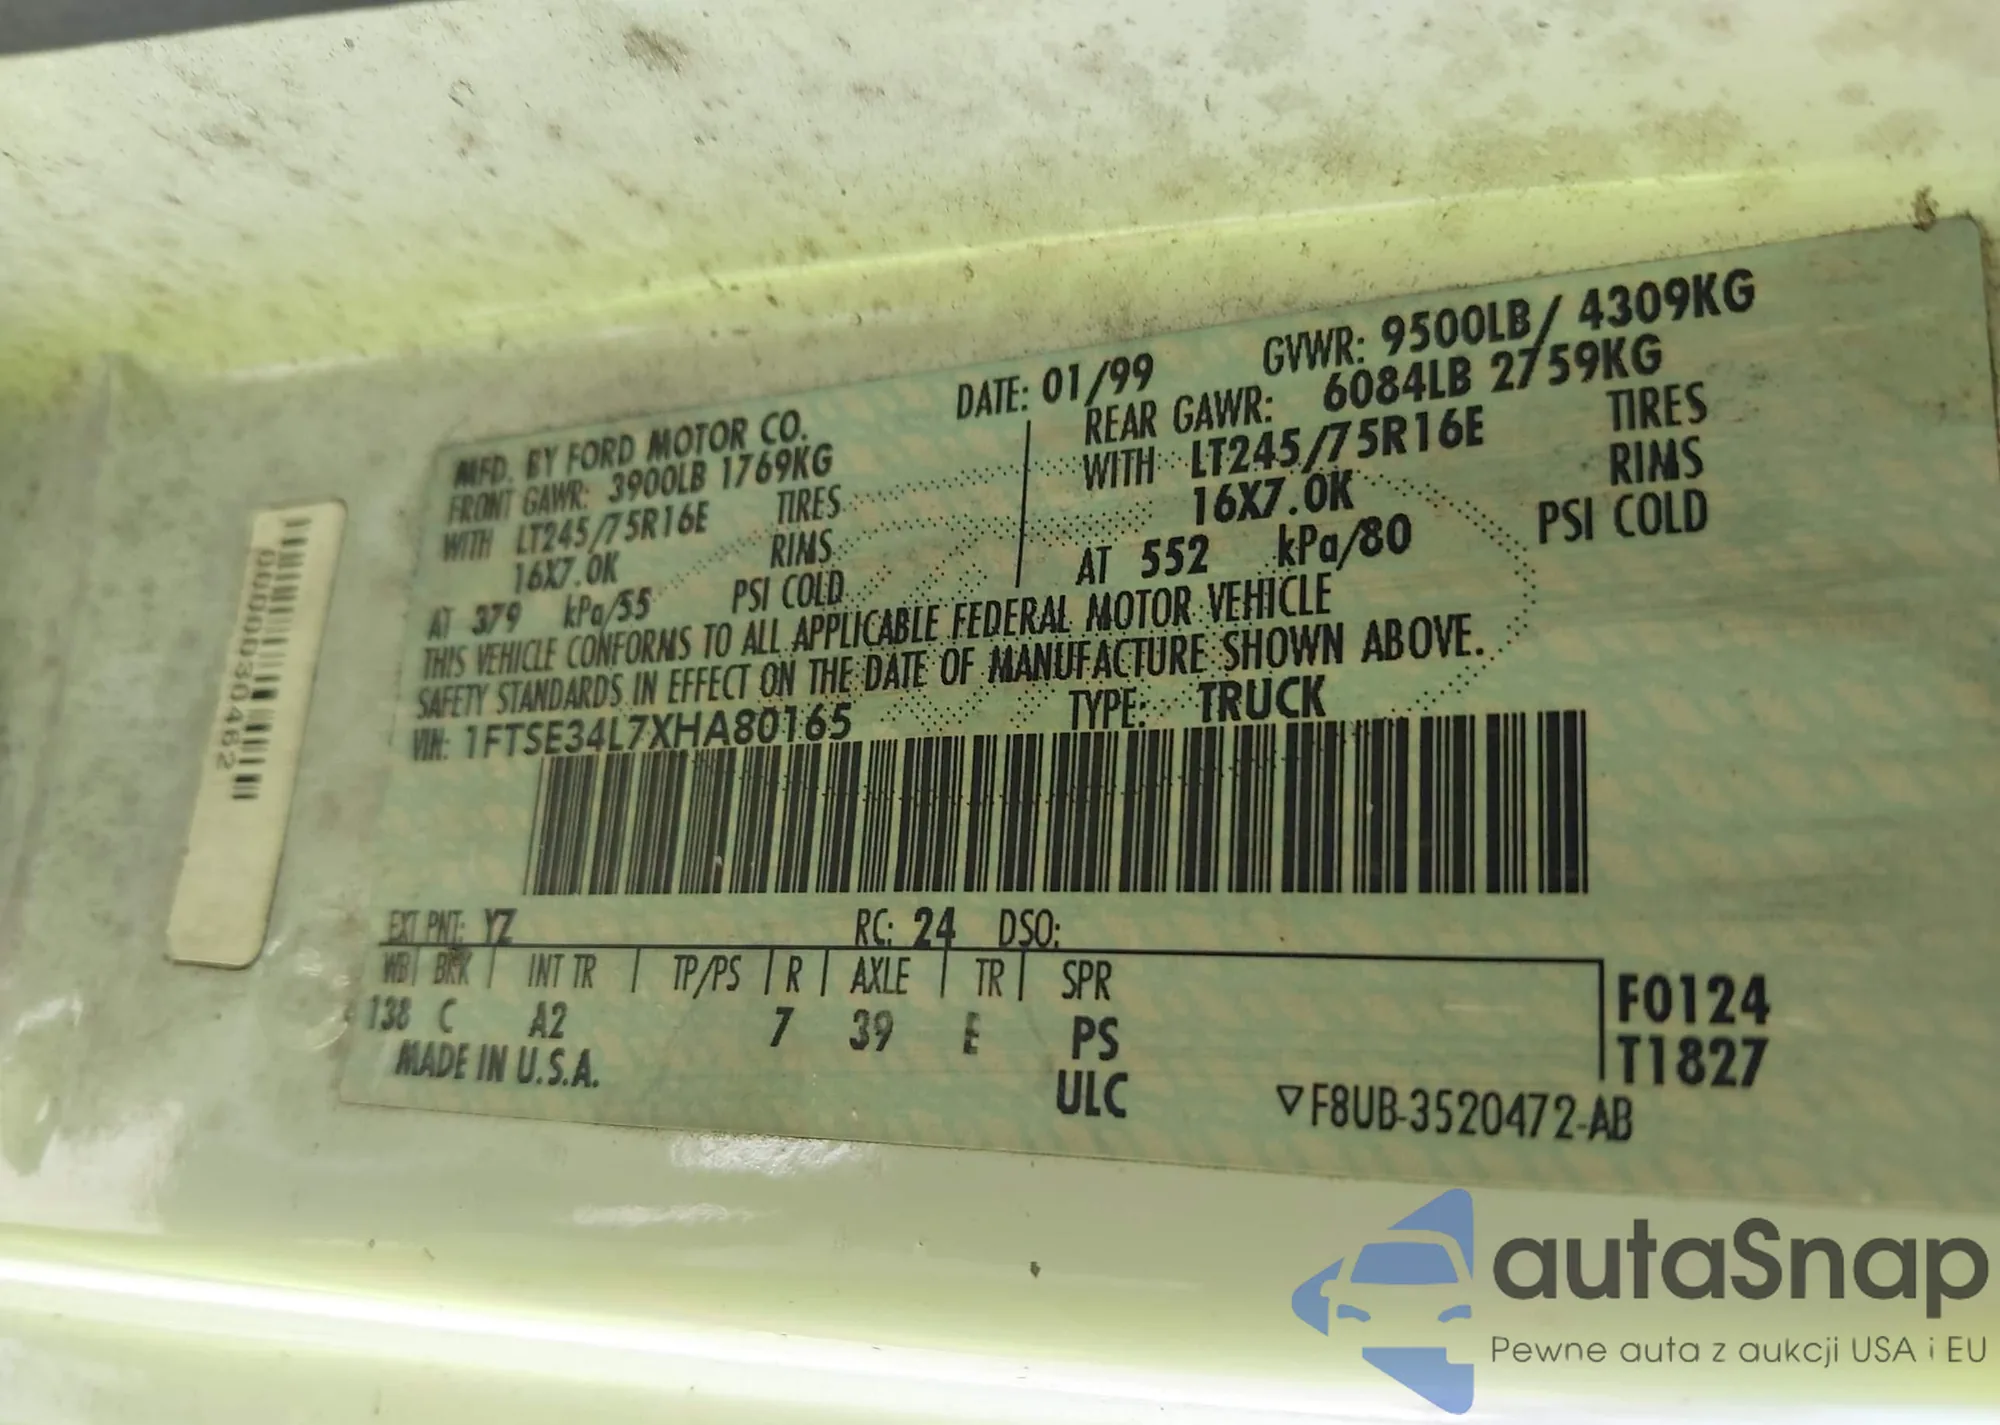 MFD. BY FORD MOTOR CO.
DATE: 01/99
GVWR: 9500LB/ 4309KG
FRONT GAWR: 3900LB 1769KG
REAR GAWR: 6084LB 2759KG
WITH LT245/75R16E TIRES
WITH LT245/75R16E TIRES
16X7.0K RIMS
16X7.0K RIMS
AT 379 kPa/55 PSI COLD
AT 552 kPa/80 PSI COLD
THIS VEHICLE CONFORMS TO ALL APPLICABLE FEDERAL MOTOR VEHICLE
SAFETY STANDARDS IN EFFECT ON THE DATE OF MANUFACTURE SHOWN ABOVE.
VIN: 1FTSE34L7XHA80165
TYPE: TRUCK
EXT PNT: YZ RC: 24 DSO:
WB BRK INT TR TP/PS R AXLE TR SPR
138 C A2 7 39 E PS
ULC
MADE IN U.S.A.
F0124
T1827
▽F8UB-3520472-AB
0000030462
autaSnap
Pewne auta z aukcji USA i EU